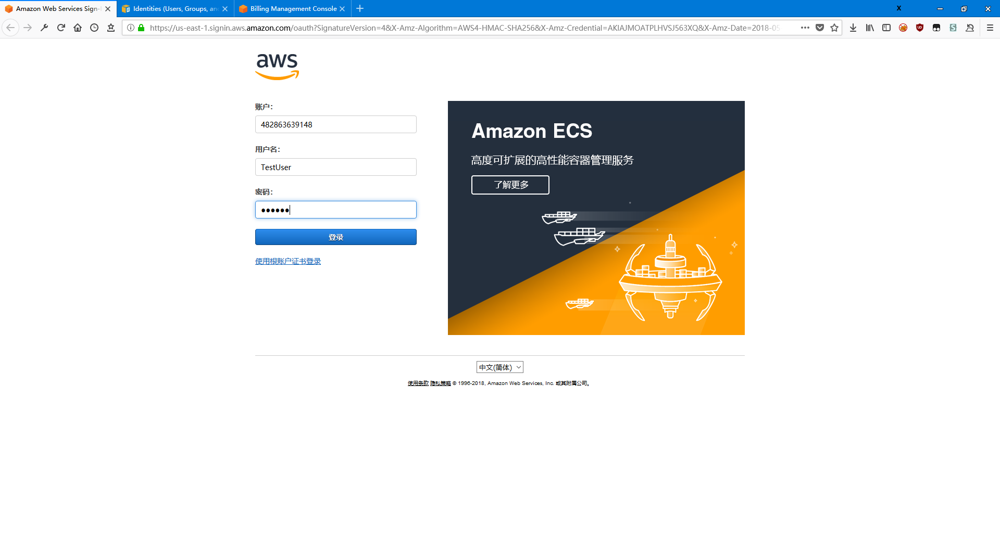 Amazon Web Services Sign-
Identities (Users, Groups, an
Billing Management Console
X
https://us-east-1.signin.aws.amazon.com/oauth?SignatureVersion=4&X-Amz-Algorithm=AWS4-HMAC-SHA256&X-Amz-Credential=AKIAJMOATPLHVSJ563XQ&X-Amz-Date=2018-05
aws
账户：
482863639148
用户名：
TestUser
密码：
●●●●●●
登录
使用根账户证书登录
Amazon ECS
高度可扩展的高性能容器管理服务
了解更多
中文(简体)
使用条款 隐私策略 © 1996-2018, Amazon Web Services, Inc. 或其附属公司。